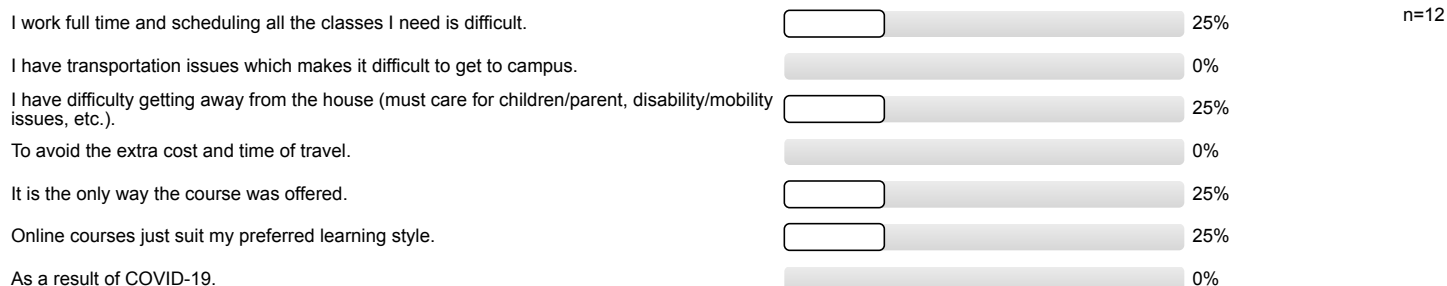 I work full time and scheduling all the classes I need is difficult. 25% n=12
I have transportation issues which makes it difficult to get to campus. 0%
I have difficulty getting away from the house (must care for children/parent, disability/mobility
issues, etc.). 25%
To avoid the extra cost and time of travel. 0%
It is the only way the course was offered. 25%
Online courses just suit my preferred learning style. 25%
As a result of COVID-19. 0%